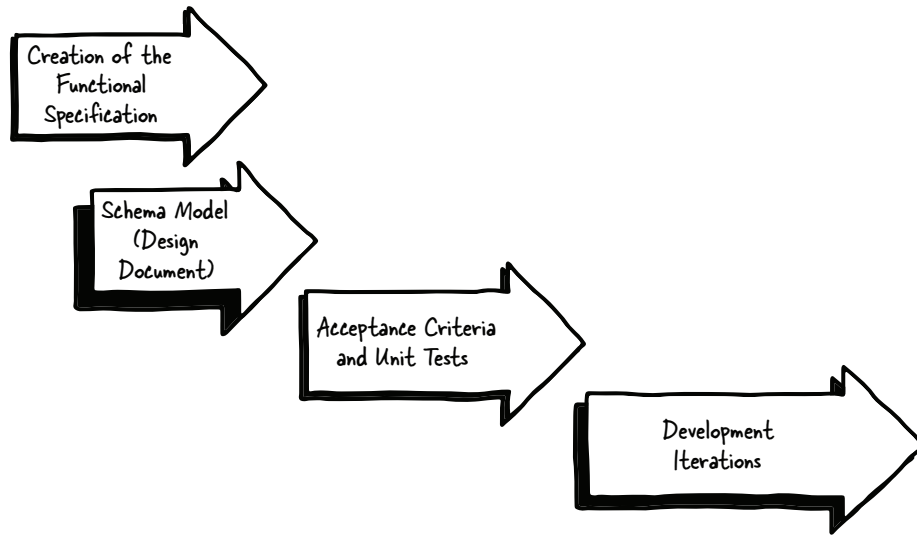 Creation of the
Functional
Specification
Schema Model
(Design
Document)
Acceptance Criteria
and Unit Tests
Development
Iterations